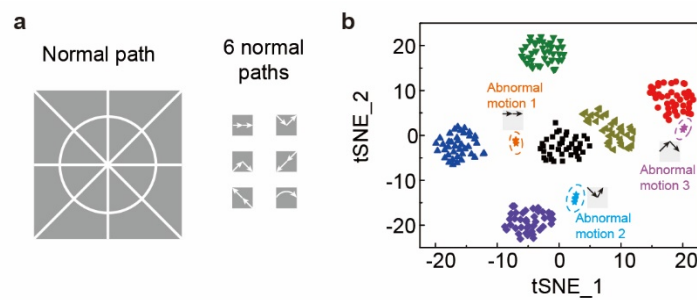 a
Normal path
6 normal
paths
b
tSNE_2
20
10
0
-10
-20
Abnormal
motion 1
Abnormal
motion 3
Abnormal
motion 2
-20
-10
0
10
20
tSNE_1